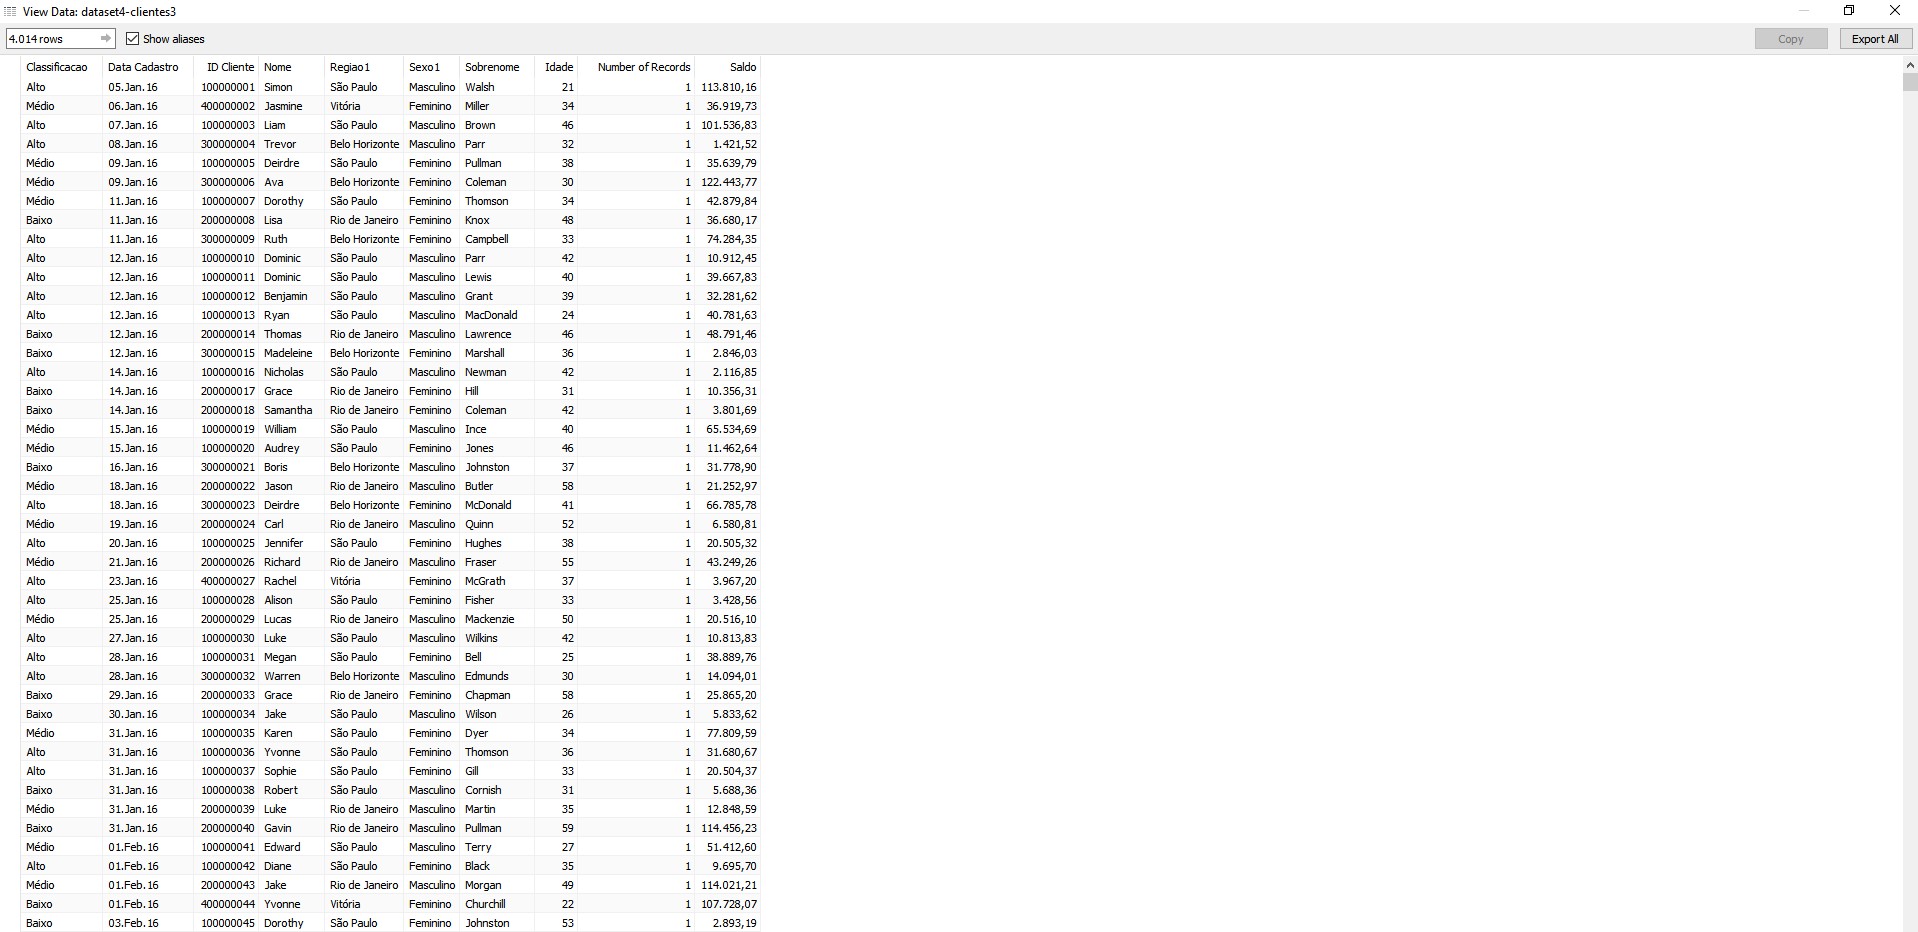 View Data: dataset4-clientes3
4.014 rows Show aliases Copy Export All
Classificacao Data Cadastro ID Cliente Nome Regiao1 Sexo1 Sobrenome Idade Number of Records Saldo
Alto 05.Jan.16 100000001 Simon São Paulo Masculino Walsh 21 1 113.810,16
Médio 06.Jan.16 400000002 Jasmine Vitória Feminino Miller 34 1 36.919,73
Alto 07.Jan.16 100000003 Liam São Paulo Masculino Brown 46 1 101.536,83
Alto 08.Jan.16 300000004 Trevor Belo Horizonte Masculino Parr 32 1 1.421,52
Médio 09.Jan.16 100000005 Deirdre São Paulo Feminino Pullman 38 1 35.639,79
Médio 09.Jan.16 300000006 Ava Belo Horizonte Feminino Coleman 30 1 122.443,77
Médio 11.Jan.16 100000007 Dorothy São Paulo Feminino Thomson 34 1 42.879,84
Baixo 11.Jan.16 200000008 Lisa Rio de Janeiro Feminino Knox 48 1 36.680,17
Alto 11.Jan.16 300000009 Ruth Belo Horizonte Feminino Campbell 33 1 74.284,35
Alto 12.Jan.16 100000010 Dominic São Paulo Masculino Parr 42 1 10.912,45
Alto 12.Jan.16 100000011 Dominic São Paulo Masculino Lewis 40 1 39.667,83
Alto 12.Jan.16 100000012 Benjamin São Paulo Masculino Grant 39 1 32.281,62
Alto 12.Jan.16 100000013 Ryan São Paulo Masculino MacDonald 24 1 40.781,63
Baixo 12.Jan.16 200000014 Thomas Rio de Janeiro Masculino Lawrence 46 1 48.791,46
Baixo 12.Jan.16 300000015 Madeleine Belo Horizonte Feminino Marshall 36 1 2.846,03
Alto 14.Jan.16 100000016 Nicholas São Paulo Masculino Newman 42 1 2.116,85
Baixo 14.Jan.16 200000017 Grace Rio de Janeiro Feminino Hill 31 1 10.356,31
Baixo 14.Jan.16 200000018 Samantha Rio de Janeiro Feminino Coleman 42 1 3.801,69
Médio 15.Jan.16 100000019 William São Paulo Masculino Ince 40 1 65.534,69
Médio 15.Jan.16 100000020 Audrey São Paulo Feminino Jones 46 1 11.462,64
Baixo 16.Jan.16 300000021 Boris Belo Horizonte Masculino Johnston 37 1 31.778,90
Médio 18.Jan.16 200000022 Jason Rio de Janeiro Masculino Butler 58 1 21.252,97
Alto 18.Jan.16 300000023 Deirdre Belo Horizonte Feminino McDonald 41 1 66.785,78
Médio 19.Jan.16 200000024 Carl Rio de Janeiro Masculino Quinn 52 1 6.580,81
Alto 20.Jan.16 100000025 Jennifer São Paulo Feminino Hughes 38 1 20.505,32
Médio 21.Jan.16 200000026 Richard Rio de Janeiro Masculino Fraser 55 1 43.249,26
Alto 23.Jan.16 400000027 Rachel Vitória Feminino McGrath 37 1 3.967,20
Alto 25.Jan.16 100000028 Alison São Paulo Feminino Fisher 33 1 3.428,56
Médio 25.Jan.16 200000029 Lucas Rio de Janeiro Masculino Mackenzie 50 1 20.516,10
Alto 27.Jan.16 100000030 Luke São Paulo Masculino Wilkins 42 1 10.813,83
Alto 28.Jan.16 100000031 Megan São Paulo Feminino Bell 25 1 38.889,76
Alto 28.Jan.16 300000032 Warren Belo Horizonte Masculino Edmunds 30 1 14.094,01
Baixo 29.Jan.16 200000033 Grace Rio de Janeiro Feminino Chapman 58 1 25.865,20
Baixo 30.Jan.16 100000034 Jake São Paulo Masculino Wilson 26 1 5.833,62
Médio 31.Jan.16 100000035 Karen São Paulo Feminino Dyer 34 1 77.809,59
Alto 31.Jan.16 100000036 Yvonne São Paulo Feminino Thomson 36 1 31.680,67
Alto 31.Jan.16 100000037 Sophie São Paulo Feminino Gill 33 1 20.504,37
Baixo 31.Jan.16 100000038 Robert São Paulo Masculino Cornish 31 1 5.688,36
Médio 31.Jan.16 200000039 Luke Rio de Janeiro Masculino Martin 35 1 12.848,59
Baixo 31.Jan.16 200000040 Gavin Rio de Janeiro Masculino Pullman 59 1 114.456,23
Médio 01.Feb.16 100000041 Edward São Paulo Masculino Terry 27 1 51.412,60
Alto 01.Feb.16 100000042 Diane São Paulo Feminino Black 35 1 9.695,70
Médio 01.Feb.16 200000043 Jake Rio de Janeiro Masculino Morgan 49 1 114.021,21
Baixo 01.Feb.16 400000044 Yvonne Vitória Feminino Churchill 22 1 107.728,07
Baixo 03.Feb.16 100000045 Dorothy São Paulo Feminino Johnston 53 1 2.893,19